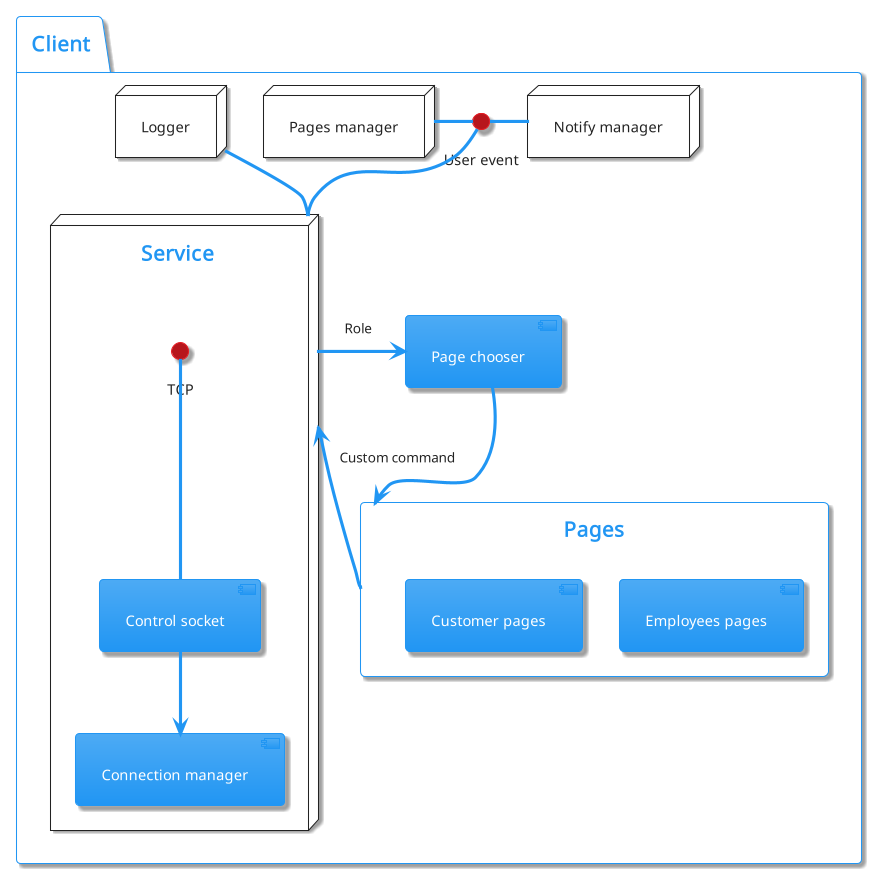 Client
Logger
Pages manager
Notify manager
User event
Service
Role
Page chooser
TCP
Custom command
Pages
Control socket
Customer pages
Employees pages
Connection manager